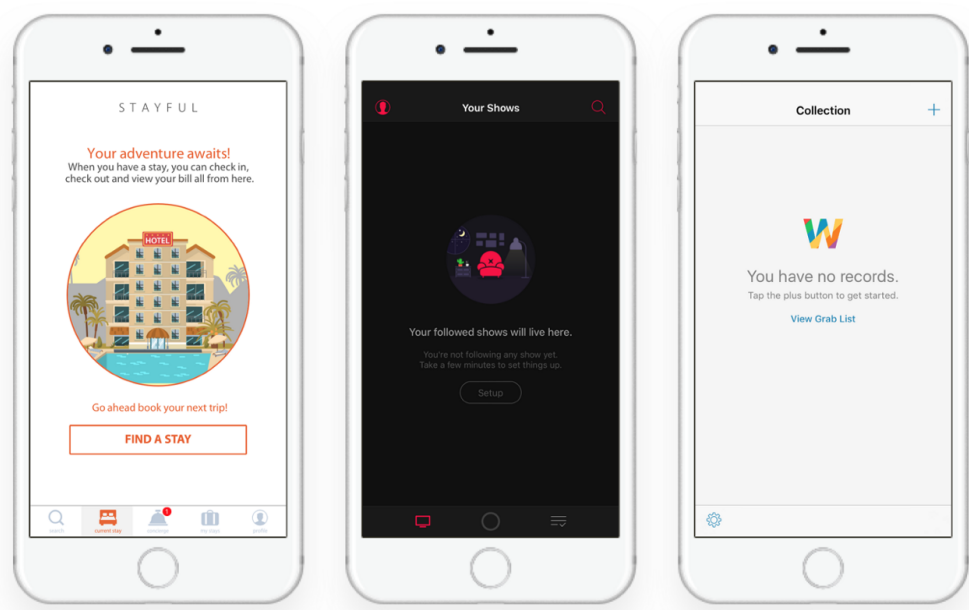 STAYFUL
Your adventure awaits!
When you have a stay, you can check in,
check out and view your bill all from here.
HOTEL
Go ahead book your next trip!
FIND A STAY
search
current stay
1
concierge
my stays
profile
Your Shows
Your followed shows will live here.
You're not following any show yet.
Take a few minutes to set things up.
Setup
Collection
+
W
You have no records.
Tap the plus button to get started.
View Grab List